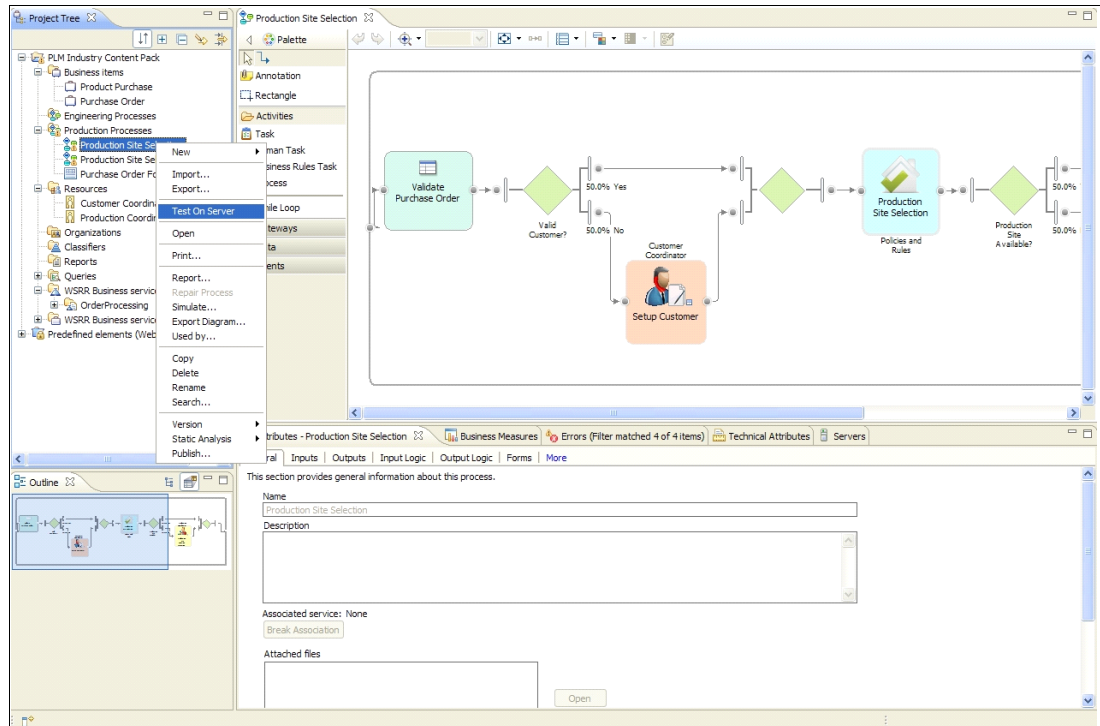 Project Tree
PLM Industry Content Pack
Business items
Product Purchase
Purchase Order
Engineering Processes
Production Processes
Production Site Se
Production Site Se
Purchase Order Fo
Resources
Customer Coordin
Production Coordin
Organizations
Classifiers
Reports
Queries
WSRR Business servic
OrderProcessing
WSRR Business servic
Predefined elements (Web
New
Import...
Export...
Test On Server
Open
Print...
Report...
Repair Process
Simulate...
Export Diagram...
Used by...
Copy
Delete
Rename
Search...
Version
Static Analysis
Publish...
Outline
Production Site Selection
Palette
Annotation
Rectangle
Activities
Task
man Task
siness Rules Task
ocess
ile Loop
teways
ta
ents
Validate
Purchase Order
Valid
Customer?
50.0% Yes
50.0% No
Customer
Coordinator
Setup Customer
Production
Site Selection
Policies and
Rules
Production
Site
Available?
50.0%
50.0%
tributes - Production Site Selection
Business Measures
Errors (Filter matched 4 of 4 items)
Technical Attributes
Servers
ral Inputs Outputs Input Logic Output Logic Forms More
This section provides general information about this process.
Name
Production Site Selection
Description
Associated service: None
Break Association
Attached files
Open